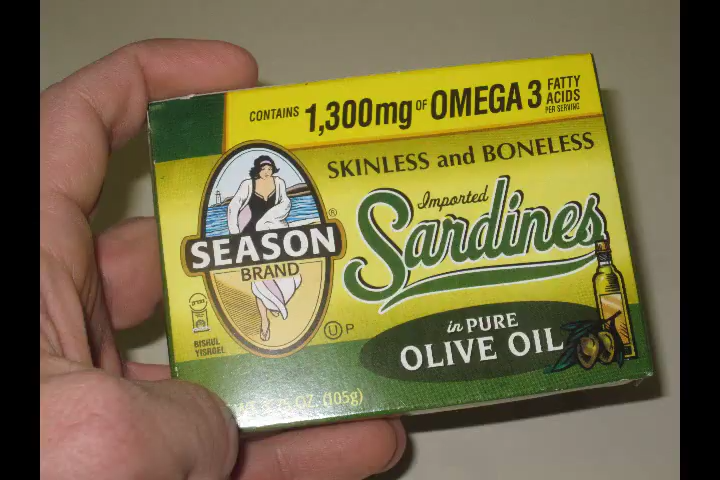 CONTAINS 1,300mg OF OMEGA 3 FATTY ACIDS PER SERVING
SKINLESS and BONELESS
Imported
Sardines
SEASON®
BRAND
in PURE
OLIVE OIL
U P
BISHUL
YISROEL
OZ. (105g)